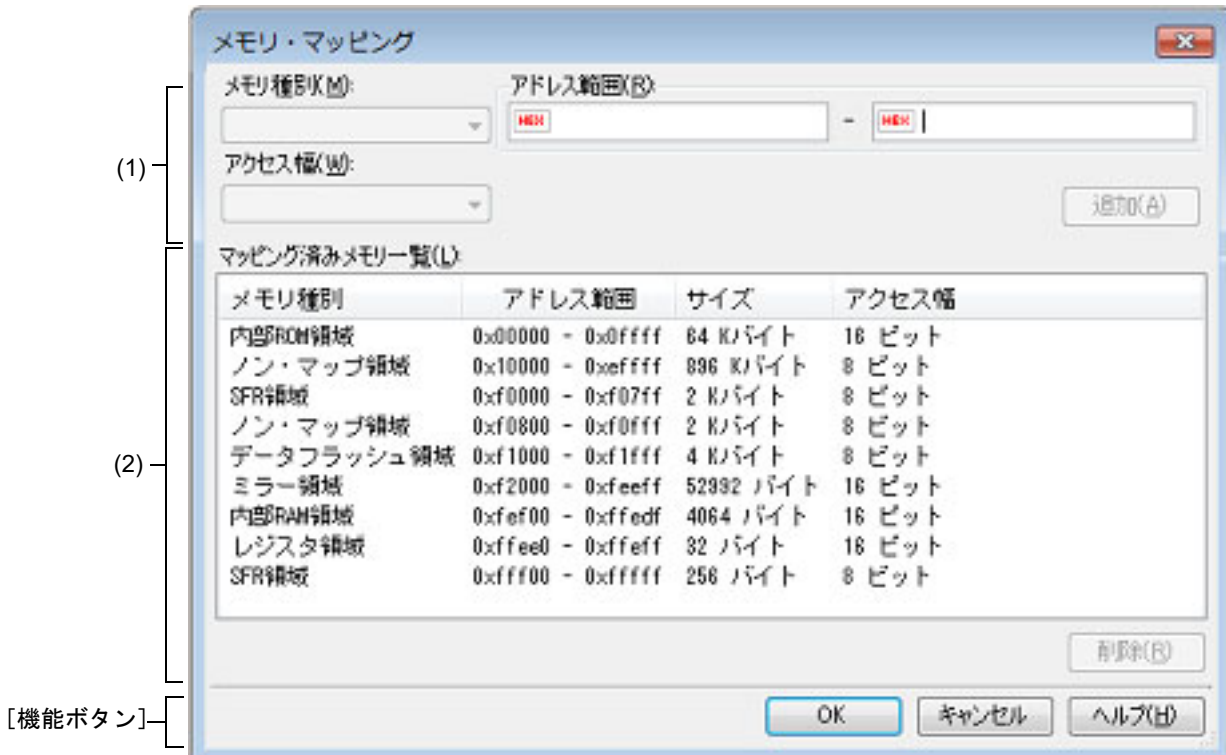 メモリ・マッピング
メモリ種別(M):
アドレス範囲(R):
HEX
-
HEX
(1)
アクセス幅(W):
追加(A)
マッピング済みメモリ一覧(L):
メモリ種別 アドレス範囲 サイズ アクセス幅
内部ROM領域 0x00000 - 0x0ffff 64 Kバイト 16 ビット
ノン・マップ領域 0x10000 - 0xeffff 896 Kバイト 8 ビット
SFR領域 0xf0000 - 0xf07ff 2 Kバイト 8 ビット
ノン・マップ領域 0xf0800 - 0xf0fff 2 Kバイト 8 ビット
(2)
データフラッシュ領域 0xf1000 - 0xf1fff 4 Kバイト 8 ビット
ミラー領域 0xf2000 - 0xfeeff 52992 バイト 16 ビット
内部RAM領域 0xfef00 - 0xffedf 4064 バイト 16 ビット
レジスタ領域 0xffee0 - 0xffeff 32 バイト 16 ビット
SFR領域 0xfff00 - 0xfffff 256 バイト 8 ビット
削除(R)
[機能ボタン]
OK
キャンセル
ヘルプ(H)